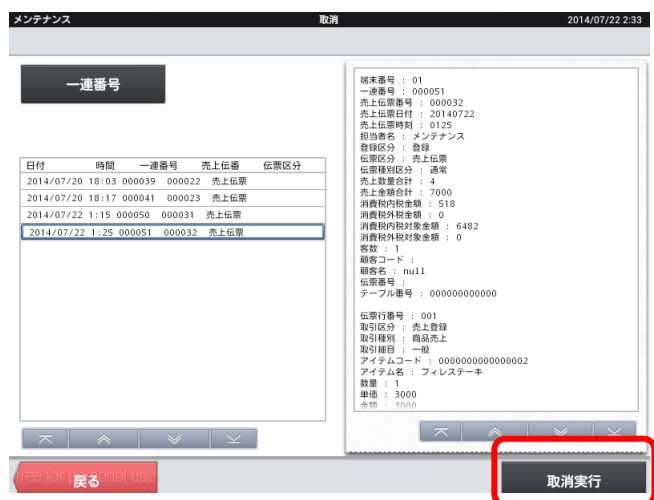 メンテナンス 取消 2014/07/22 2:33
一連番号
日付 時間 一連番号 売上伝番 伝票区分
2014/07/20 18:03 000039 000022 売上伝票
2014/07/20 18:17 000041 000023 売上伝票
2014/07/22 1:15 000050 000031 売上伝票
2014/07/22 1:25 000051 000032 売上伝票
端末番号 : 01
一連番号 : 000051
売上伝票番号 : 000032
売上伝票日付 : 20140722
売上伝票時刻 : 0125
担当者名 : メンテナンス
登録区分 : 登録
伝票区分 : 売上伝票
伝票種別区分 : 通常
売上数量合計 : 4
売上金額合計 : 7000
消費税内税金額 : 518
消費税外税金額 : 0
消費税内税対象金額 : 6482
消費税外税対象金額 : 0
客数 : 1
顧客コード :
顧客名 : null
伝票番号 :
テーブル番号 : 000000000000
伝票行番号 : 001
取引区分 : 売上登録
取引種別 : 商品売上
取引細目 : 一般
アイテムコード : 0000000000000002
アイテム名 : フィレステーキ
数量 : 1
単価 : 3000
金額 : 3000
free for personal use
戻る
取消実行